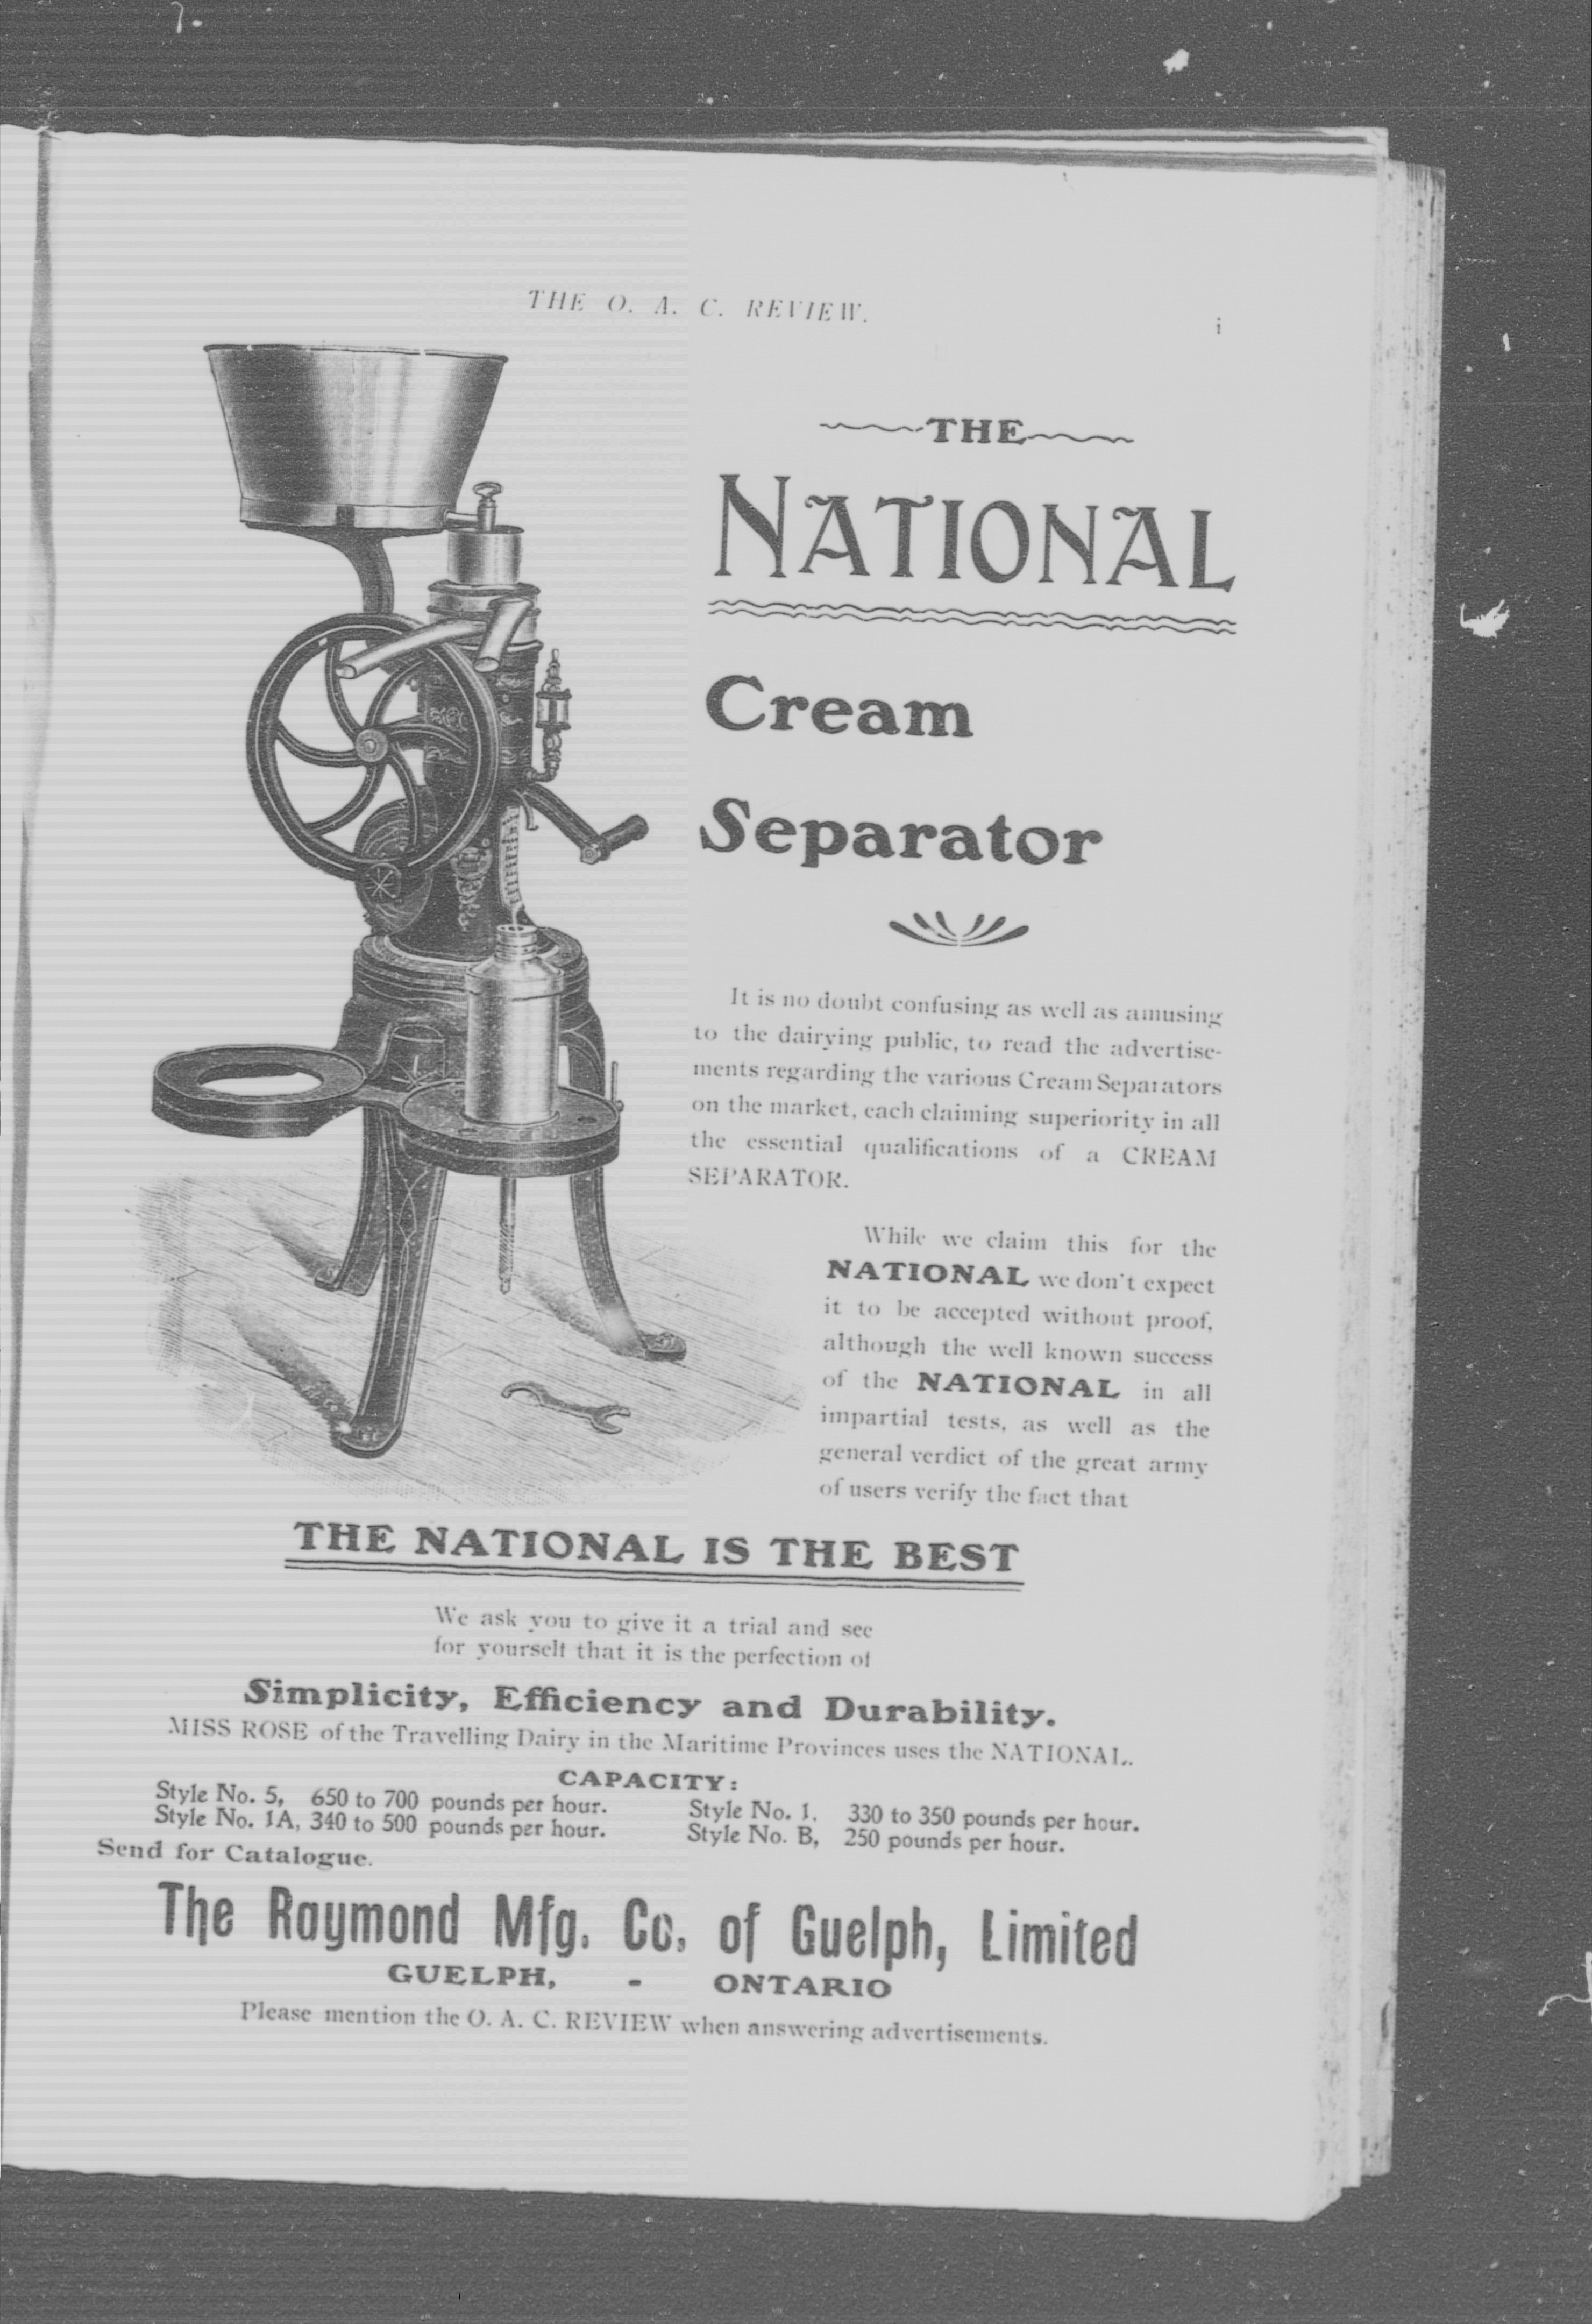 THE O. A. C. REVIEW.
i
THE
NATIONAL
Cream
Separator
It is no doubt confusing as well as amusing
to the dairying public, to read the advertise-
ments regarding the various Cream Separators
on the market, each claiming superiority in all
the essential qualifications of a CREAM
SEPARATOR.
While we claim this for the
NATIONAL we don't expect
it to be accepted without proof,
although the well known success
of the NATIONAL in all
impartial tests, as well as the
general verdict of the great army
of users verify the fact that
THE NATIONAL IS THE BEST
We ask you to give it a trial and see
for yourself that it is the perfection of
Simplicity, Efficiency and Durability.
MISS ROSE of the Travelling Dairy in the Maritime Provinces uses the NATIONAL.
CAPACITY:
Style No. 5, 650 to 700 pounds per hour. Style No. 1. 330 to 350 pounds per hour.
Style No. 1A, 340 to 500 pounds per hour. Style No. B, 250 pounds per hour.
Send for Catalogue.
The Raymond Mfg. Co. of Guelph, Limited
GUELPH, - ONTARIO
Please mention the O. A. C. REVIEW when answering advertisements.